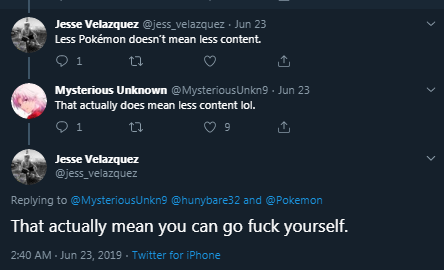 Jesse Velazquez @jess_velazquez · Jun 23
Less Pokémon doesn't mean less content.
1
Mysterious Unknown @MysteriousUnkn9 · Jun 23
That actually does mean less content lol.
1 9
Jesse Velazquez
@jess_velazquez
Replying to @MysteriousUnkn9 @hunybare32 and @Pokemon
That actually mean you can go fuck yourself.
2:40 AM · Jun 23, 2019 · Twitter for iPhone